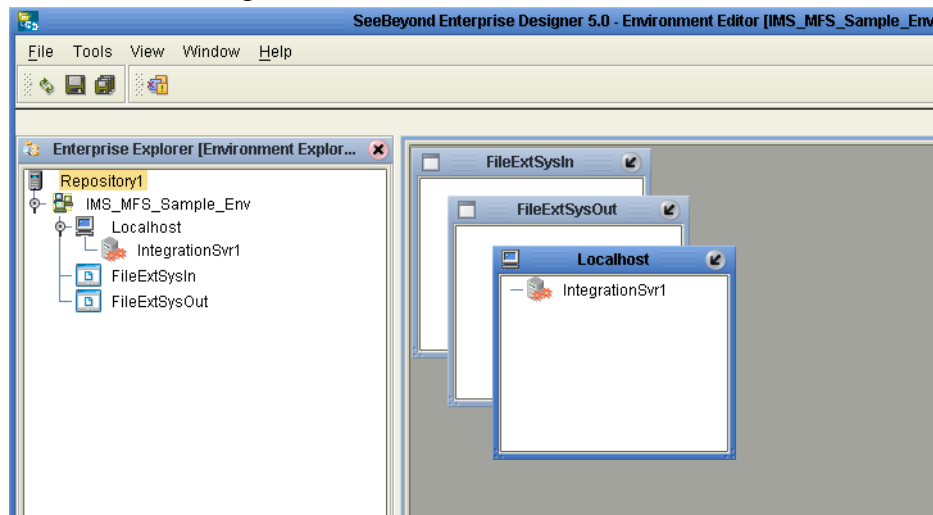 SeeBeyond Enterprise Designer 5.0 - Environment Editor [IMS_MFS_Sample_Env
File Tools View Window Help
Enterprise Explorer [Environment Explor...
Repository1
IMS_MFS_Sample_Env
Localhost
IntegrationSvr1
FileExtSysIn
FileExtSysOut
FileExtSysIn
FileExtSysOut
Localhost
IntegrationSvr1